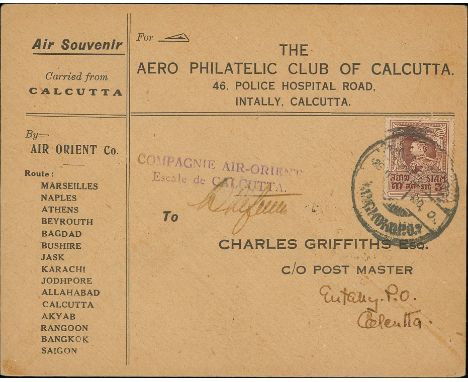 Air Souvenir
Carried from
CALCUTTA
By—
AIR ORIENT Co.
Route:
MARSEILLES
NAPLES
ATHENS
BEYROUTH
BAGDAD
BUSHIRE
JASK
KARACHI
JODHPORE
ALLAHABAD
CALCUTTA
AKYAB
RANGOON
BANGKOK
SAIGON
For
THE
AERO PHILATELIC CLUB OF CALCUTTA.
46, POLICE HOSPITAL ROAD,
INTALLY, CALCUTTA.
COMPAGNIE AIR-ORIENT
Escale de CALCUTTA.
SIAM
To
CHARLES GRIFFITHS ESQ.
C/O POST MASTER
Entally. P.O.
Calcutta.